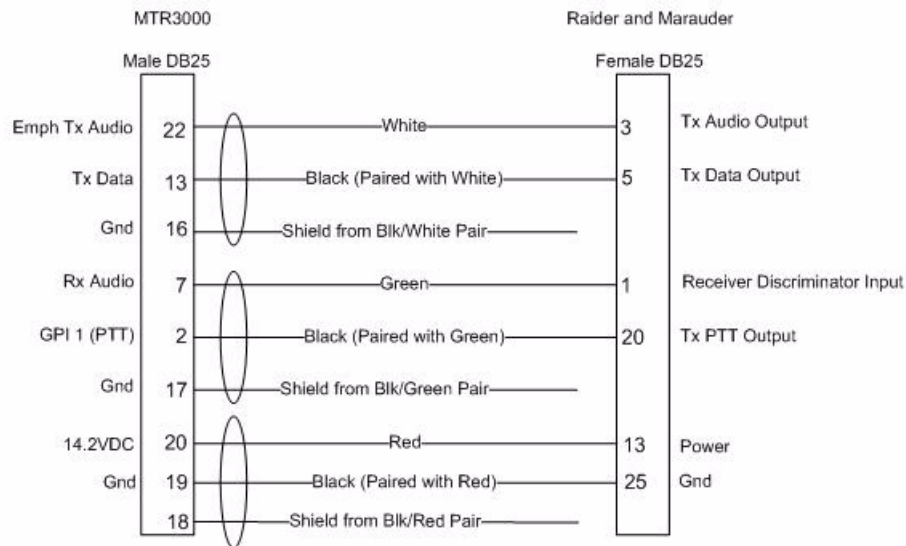 MTR3000 Raider and Marauder
Male DB25 Female DB25
Emph Tx Audio 22 White 3 Tx Audio Output
Tx Data 13 Black (Paired with White) 5 Tx Data Output
Gnd 16 Shield from Blk/White Pair
Rx Audio 7 Green 1 Receiver Discriminator Input
GPI 1 (PTT) 2 Black (Paired with Green) 20 Tx PTT Output
Gnd 17 Shield from Blk/Green Pair
14.2VDC 20 Red 13 Power
Gnd 19 Black (Paired with Red) 25 Gnd
18 Shield from Blk/Red Pair